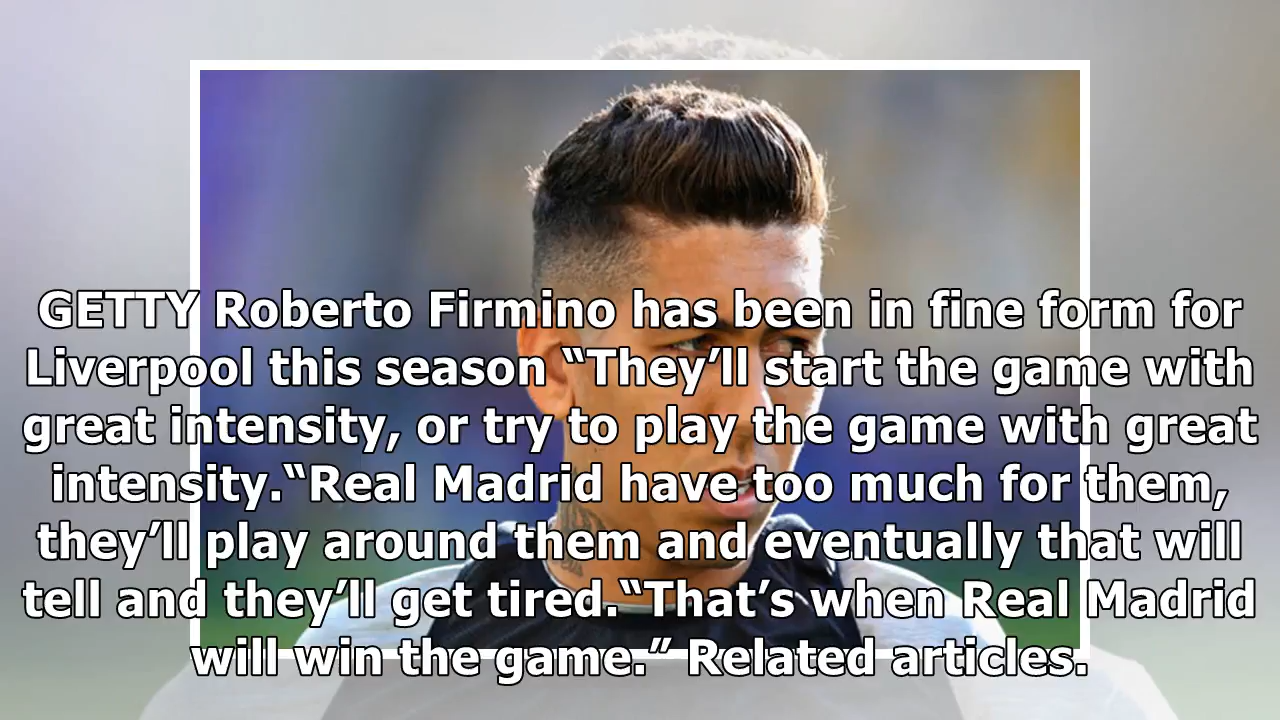 GETTY Roberto Firmino has been in fine form for
Liverpool this season “They’ll start the game with
great intensity, or try to play the game with great
intensity.“Real Madrid have too much for them,
they’ll play around them and eventually that will
tell and they’ll get tired.“That’s when Real Madrid
will win the game.” Related articles.